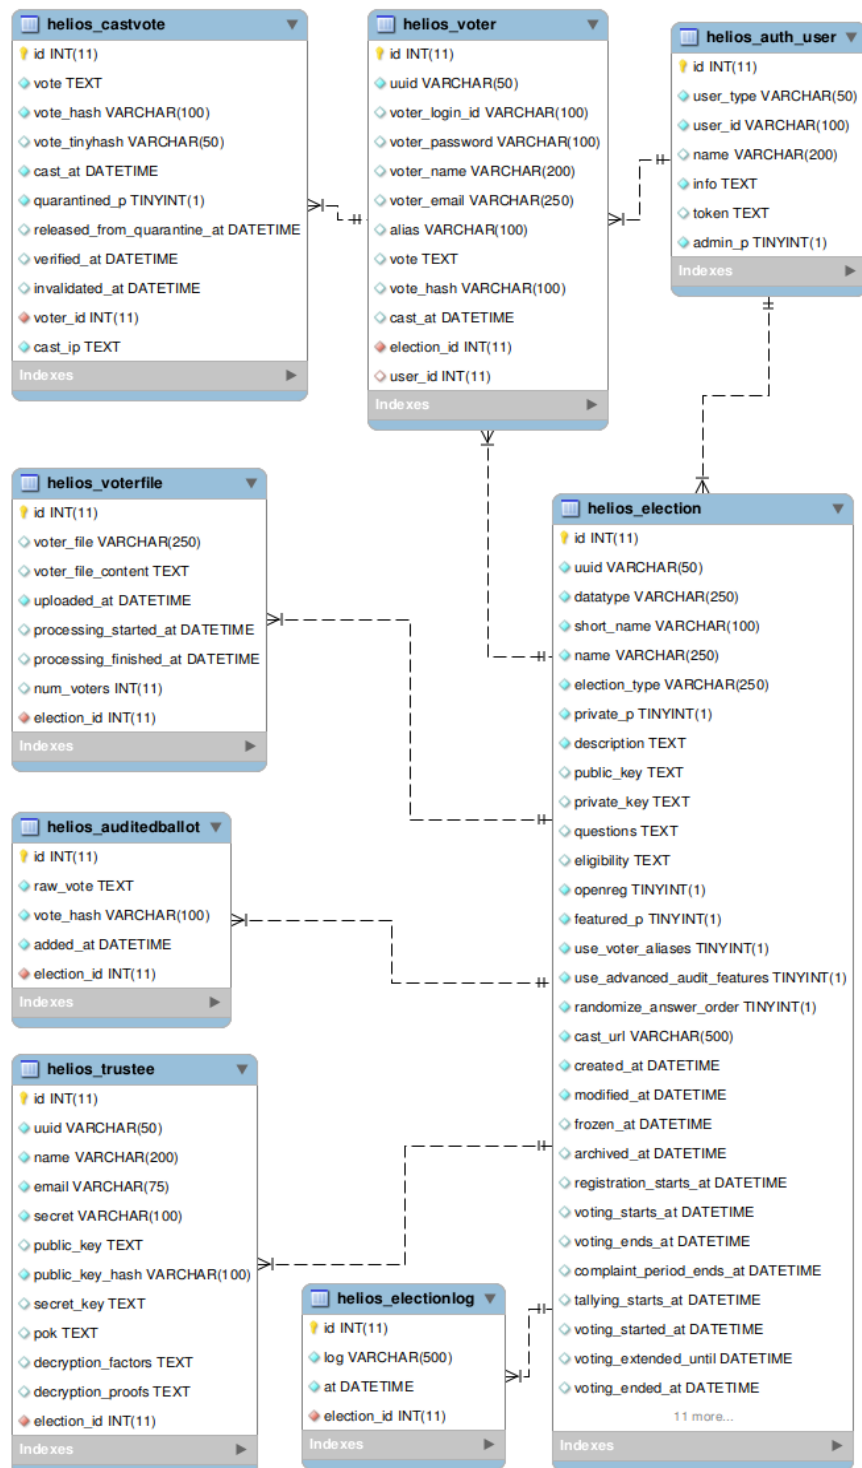 helios_castvote
id INT(11)
vote TEXT
vote_hash VARCHAR(100)
vote_tinyhash VARCHAR(50)
cast_at DATETIME
quarantined_p TINYINT(1)
released_from_quarantine_at DATETIME
verified_at DATETIME
invalidated_at DATETIME
voter_id INT(11)
cast_ip TEXT
Indexes
helios_voter
id INT(11)
uuid VARCHAR(50)
voter_login_id VARCHAR(100)
voter_password VARCHAR(100)
voter_name VARCHAR(200)
voter_email VARCHAR(250)
alias VARCHAR(100)
vote TEXT
vote_hash VARCHAR(100)
cast_at DATETIME
election_id INT(11)
user_id INT(11)
Indexes
helios_auth_user
id INT(11)
user_type VARCHAR(50)
user_id VARCHAR(100)
name VARCHAR(200)
info TEXT
token TEXT
admin_p TINYINT(1)
Indexes
helios_voterfile
id INT(11)
voter_file VARCHAR(250)
voter_file_content TEXT
uploaded_at DATETIME
processing_started_at DATETIME
processing_finished_at DATETIME
num_voters INT(11)
election_id INT(11)
Indexes
helios_election
id INT(11)
uuid VARCHAR(50)
datatype VARCHAR(250)
short_name VARCHAR(100)
name VARCHAR(250)
election_type VARCHAR(250)
private_p TINYINT(1)
description TEXT
public_key TEXT
private_key TEXT
questions TEXT
eligibility TEXT
openreg TINYINT(1)
featured_p TINYINT(1)
use_voter_aliases TINYINT(1)
use_advanced_audit_features TINYINT(1)
randomize_answer_order TINYINT(1)
cast_url VARCHAR(500)
created_at DATETIME
modified_at DATETIME
frozen_at DATETIME
archived_at DATETIME
registration_starts_at DATETIME
voting_starts_at DATETIME
voting_ends_at DATETIME
complaint_period_ends_at DATETIME
tallying_starts_at DATETIME
voting_started_at DATETIME
voting_extended_until DATETIME
voting_ended_at DATETIME
11 more...
Indexes
helios_auditedballot
id INT(11)
raw_vote TEXT
vote_hash VARCHAR(100)
added_at DATETIME
election_id INT(11)
Indexes
helios_trustee
id INT(11)
uuid VARCHAR(50)
name VARCHAR(200)
email VARCHAR(75)
secret VARCHAR(100)
public_key TEXT
public_key_hash VARCHAR(100)
secret_key TEXT
pok TEXT
decryption_factors TEXT
decryption_proofs TEXT
election_id INT(11)
Indexes
helios_electionlog
id INT(11)
log VARCHAR(500)
at DATETIME
election_id INT(11)
Indexes